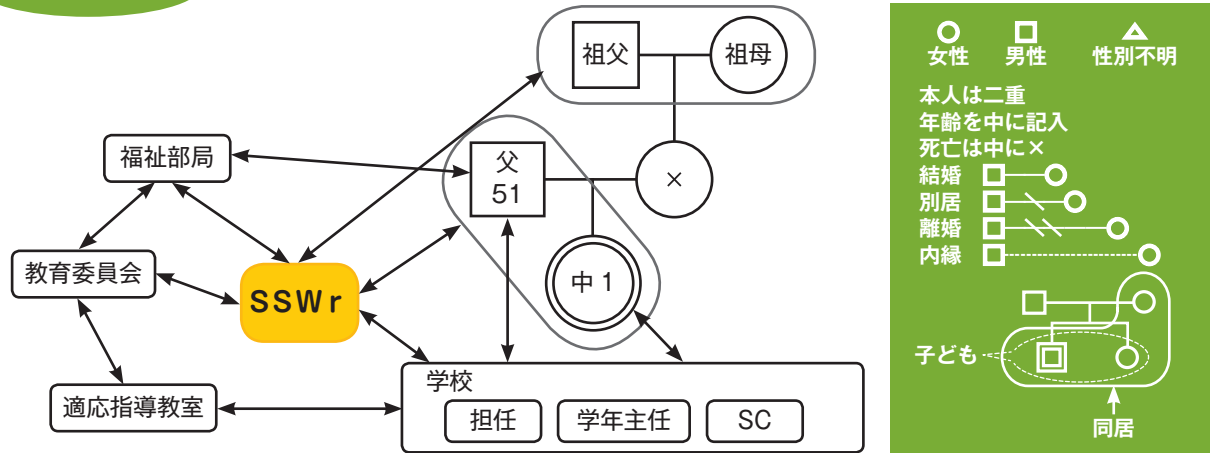 祖父
祖母
父
51
×
福祉部局
中1
教育委員会
SSWr
適応指導教室
学校
担任
学年主任
SC
女性
男性
性別不明
本人は二重
年齢を中に記入
死亡は中に×
結婚
別居
離婚
内縁
子ども
同居